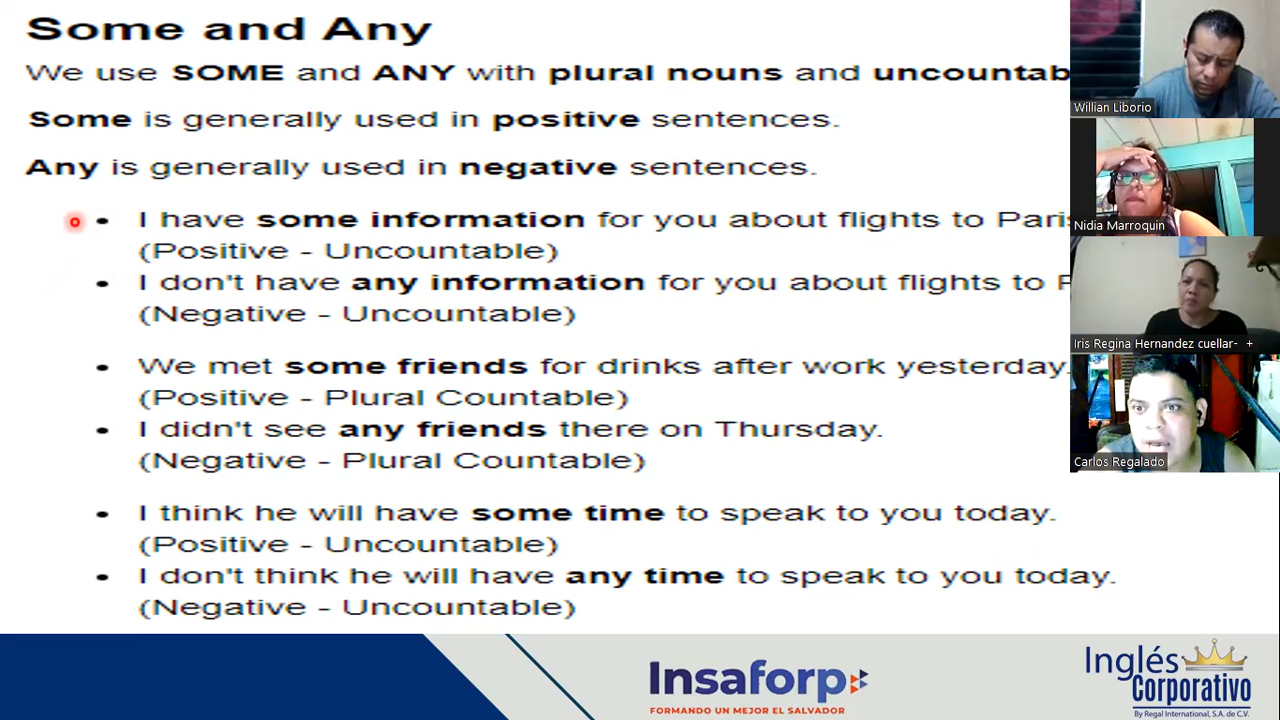 Some and Any
We use SOME and ANY with plural nouns and uncountab
Some is generally used in positive sentences.
Any is generally used in negative sentences.
• I have some information for you about flights to Paris
(Positive - Uncountable)
• I don't have any information for you about flights to P
(Negative - Uncountable)
• We met some friends for drinks after work yesterday.
(Positive - Plural Countable)
• I didn't see any friends there on Thursday.
(Negative - Plural Countable)
• I think he will have some time to speak to you today.
(Positive - Uncountable)
• I don't think he will have any time to speak to you today.
(Negative - Uncountable)
Willian Liborio
Nidia Marroquin
Iris Regina Hernandez cuellar- +
Carlos Regalado
Insaforp
FORMANDO UN MEJOR EL SALVADOR
Inglés
Corporativo
By Regal International, S.A. de C.V.